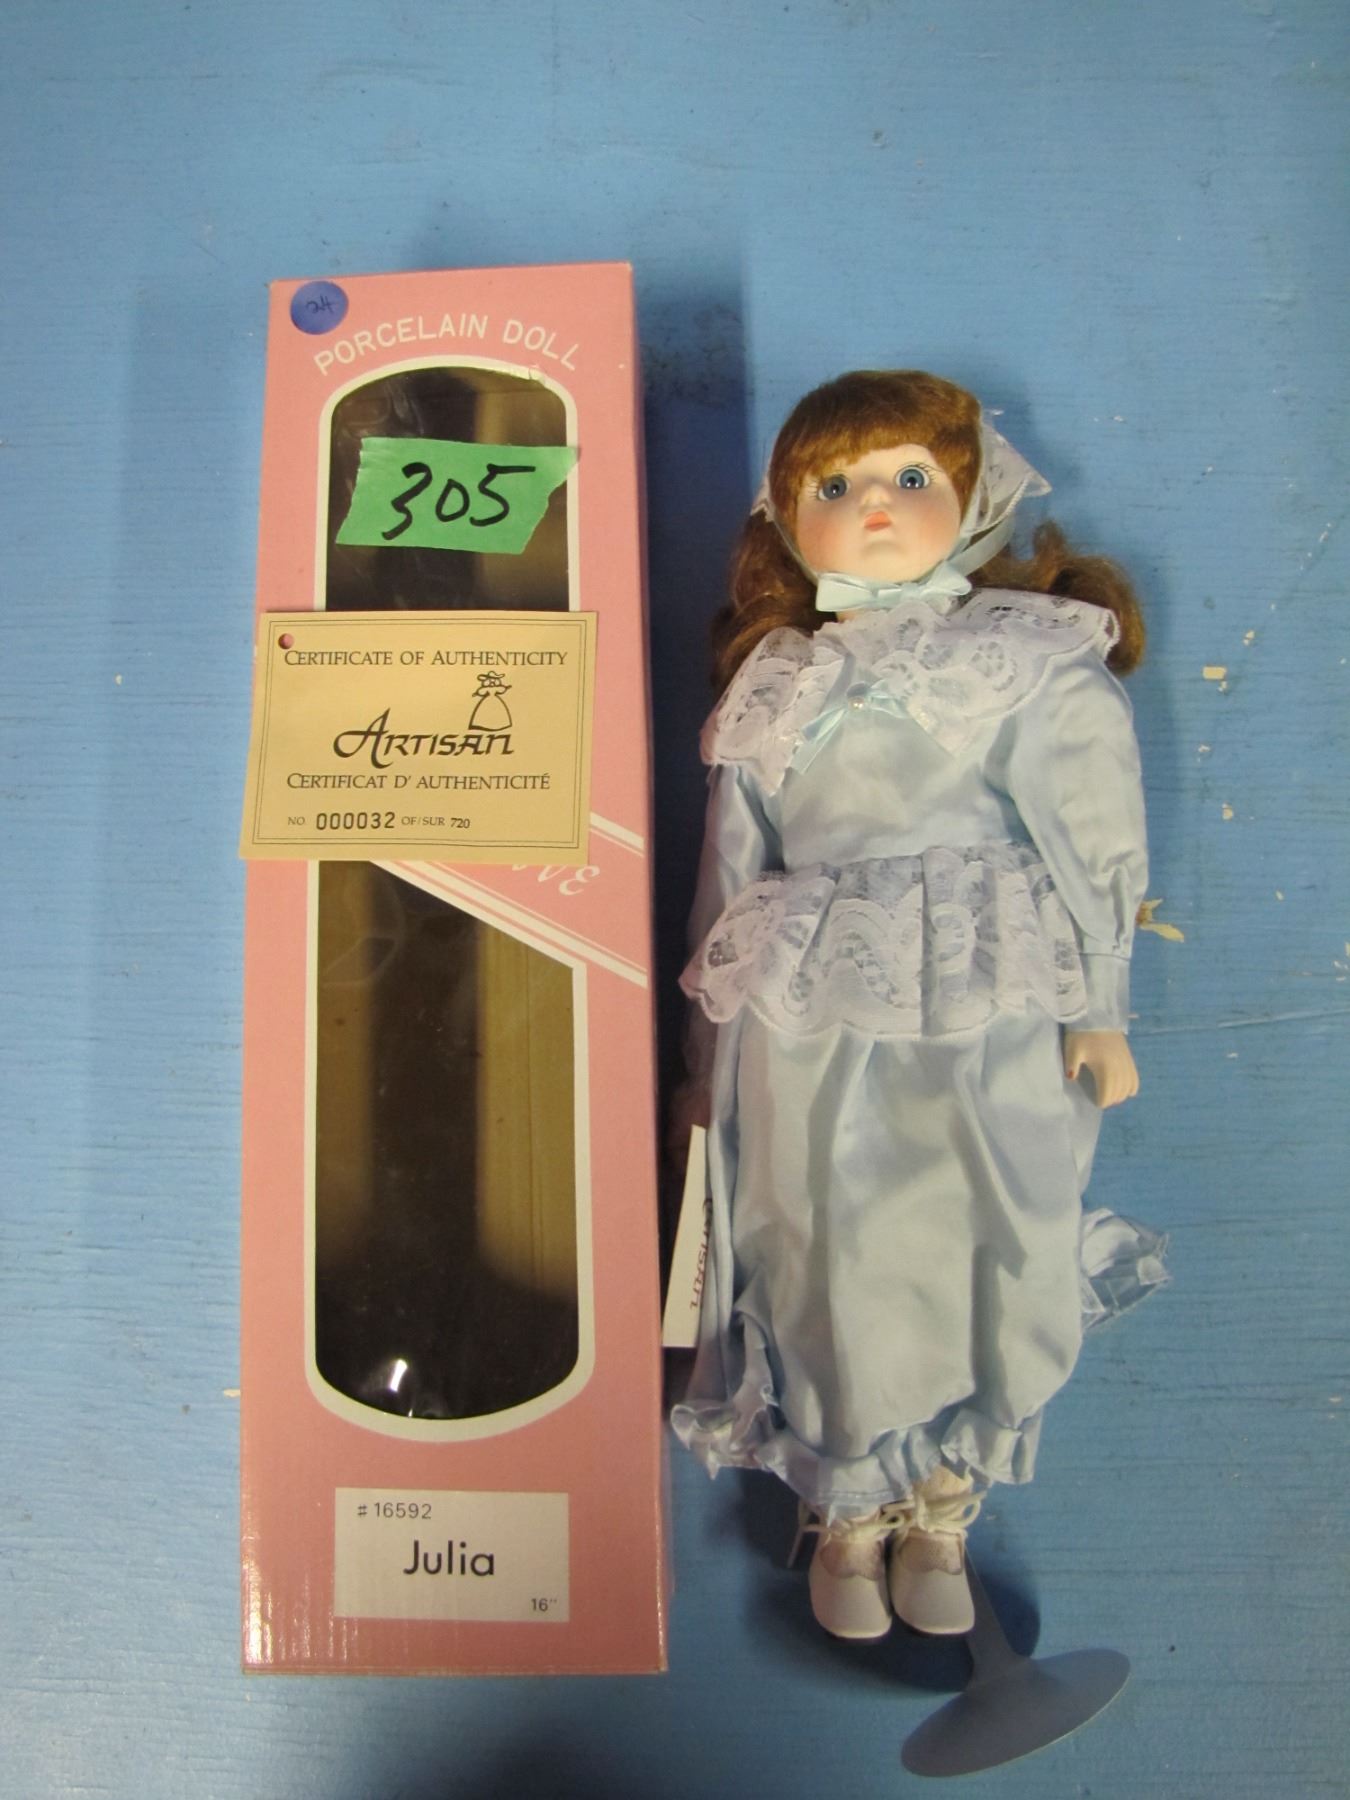 24
PORCELAIN DOLL
305
CERTIFICATE OF AUTHENTICITY
ARTISAN
CERTIFICAT D' AUTHENTICITÉ
NO. 000032 OF/SUR 720
# 16592
Julia
16"